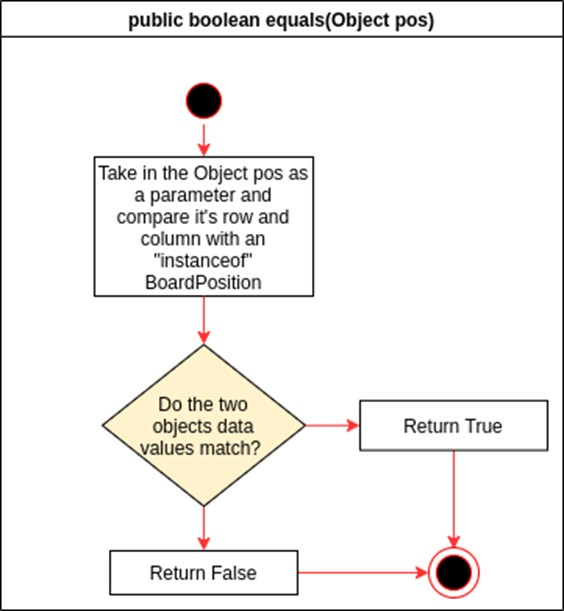 public boolean equals(Object pos)
Take in the Object pos as
a parameter and
compare it's row and
column with an
"instanceof"
BoardPosition
Do the two
objects data
values match?
Return True
Return False